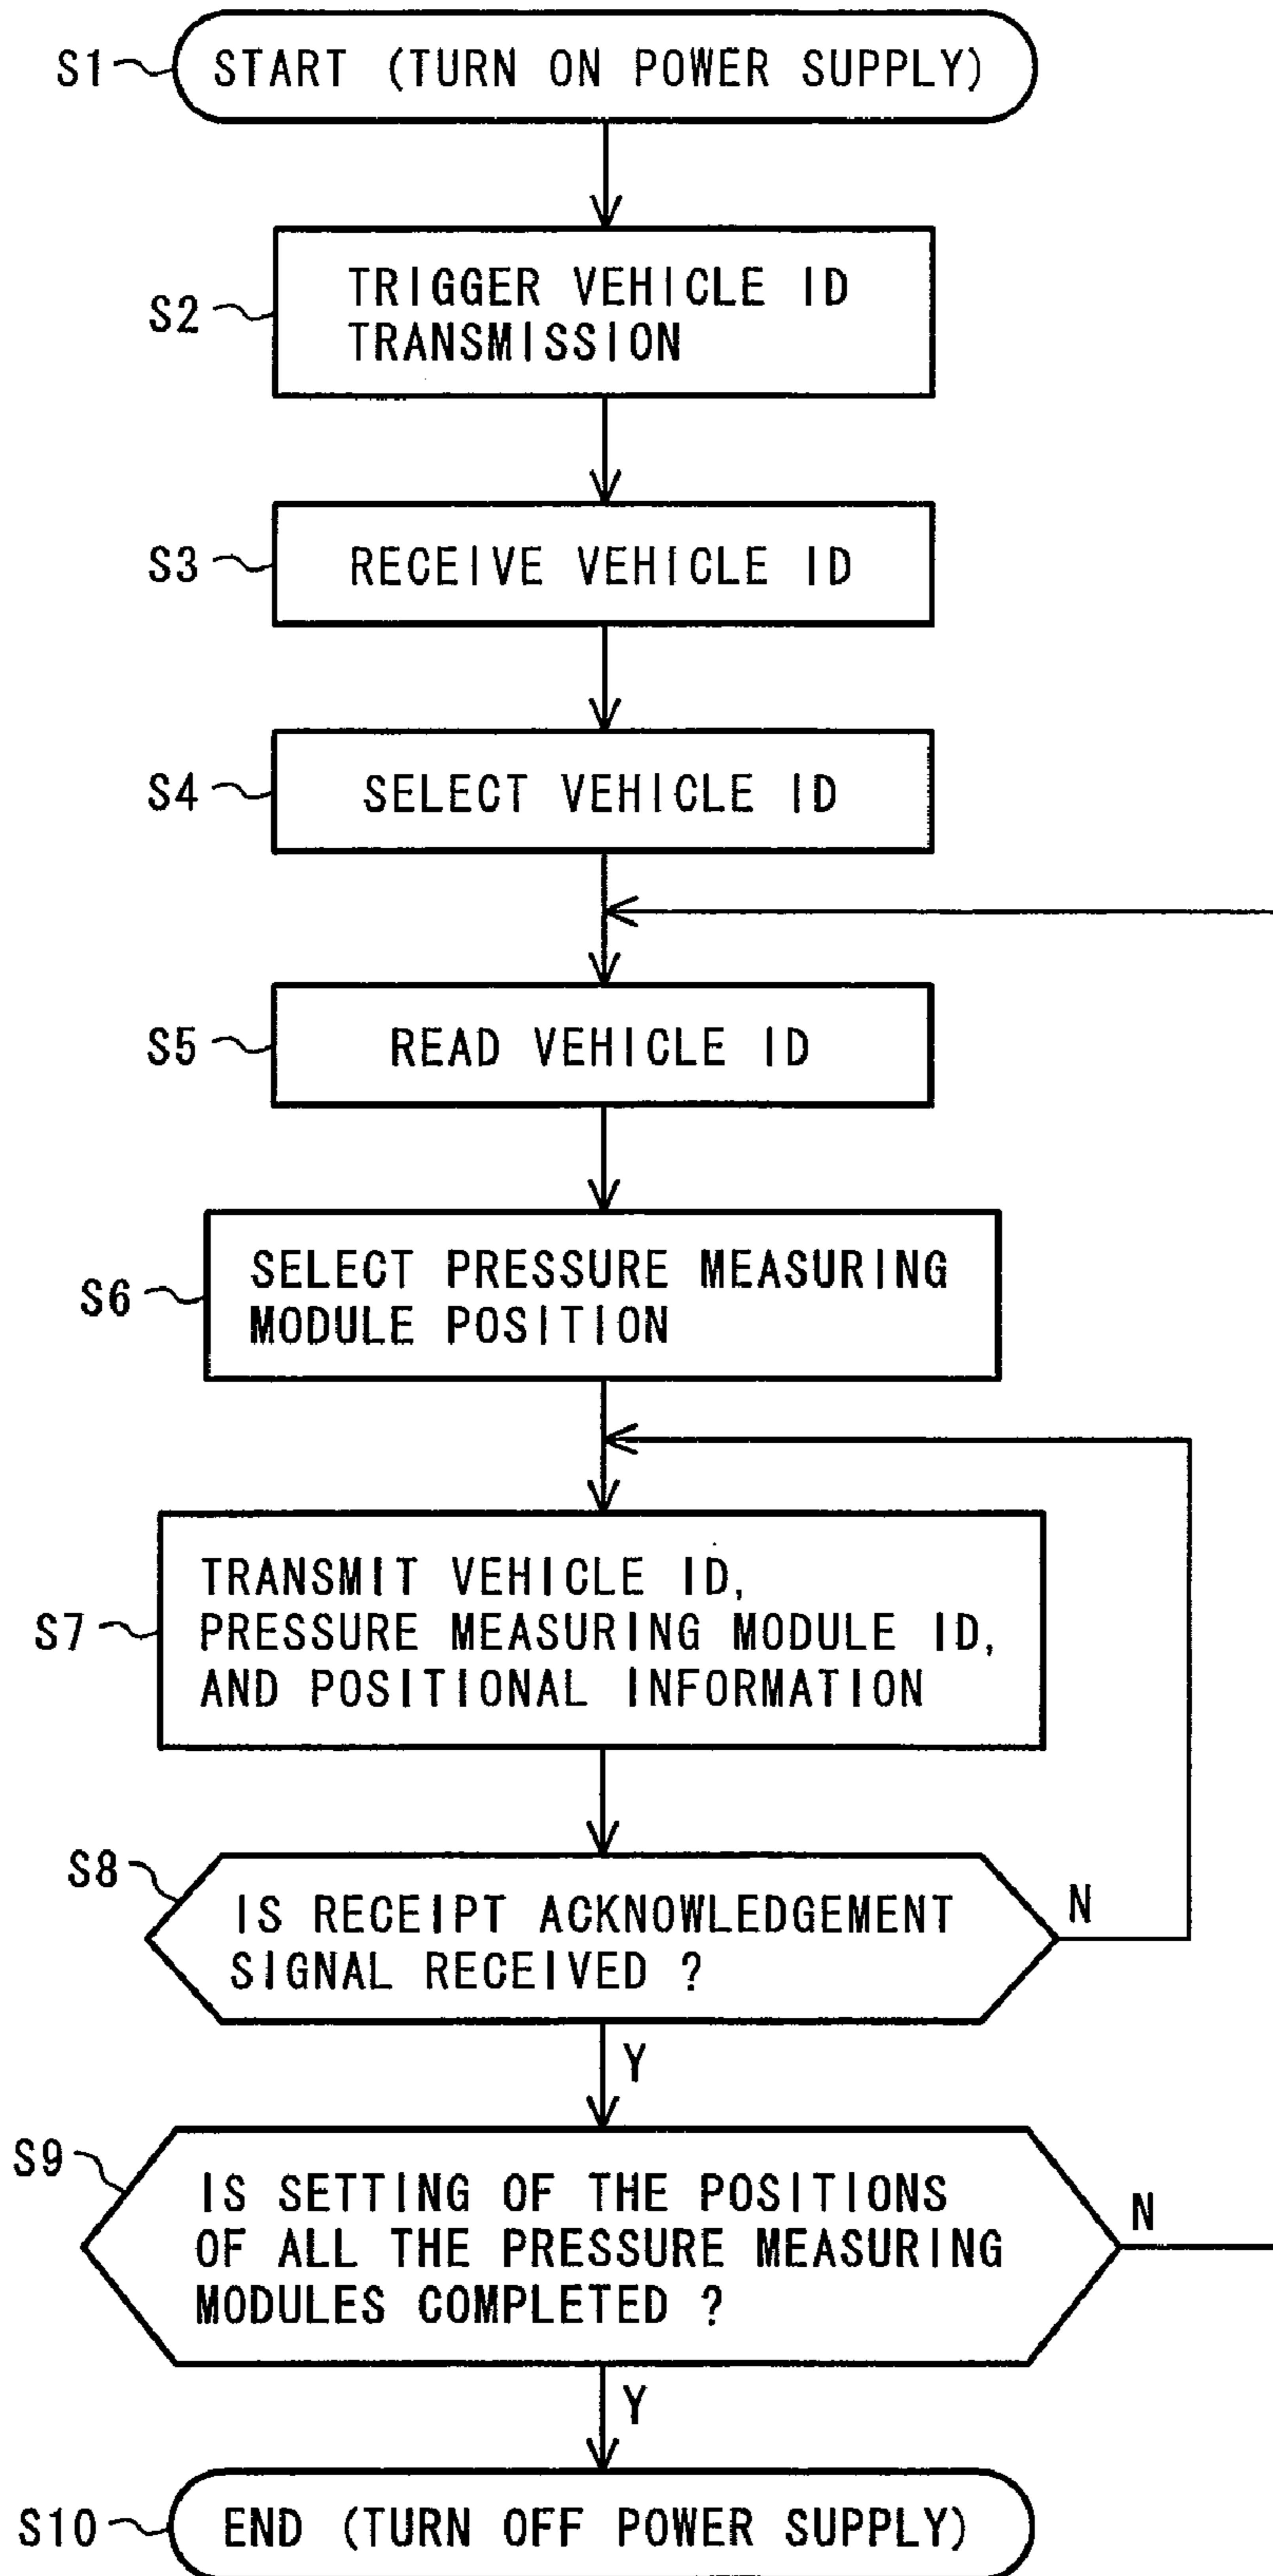 S1 START (TURN ON POWER SUPPLY)
S2 TRIGGER VEHICLE ID
TRANSMISSION
S3 RECEIVE VEHICLE ID
S4 SELECT VEHICLE ID
S5 READ VEHICLE ID
S6 SELECT PRESSURE MEASURING
MODULE POSITION
S7 TRANSMIT VEHICLE ID,
PRESSURE MEASURING MODULE ID,
AND POSITIONAL INFORMATION
S8 IS RECEIPT ACKNOWLEDGEMENT
SIGNAL RECEIVED ?
N
Y
S9 IS SETTING OF THE POSITIONS
OF ALL THE PRESSURE MEASURING
MODULES COMPLETED ?
N
Y
S10 END (TURN OFF POWER SUPPLY)